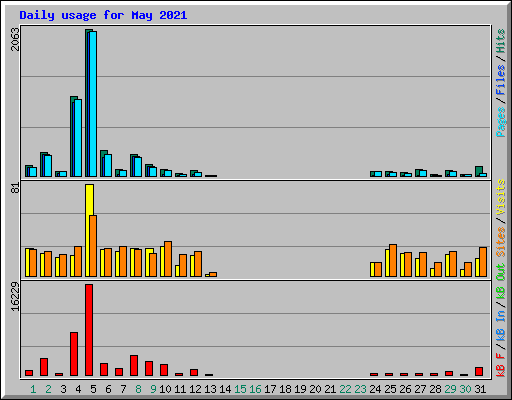 Daily usage for May 2021
2063
Pages / Files / Hits
81
Sites / Visits
16229
kB F / kB In / kB Out
1 2 3 4 5 6 7 8 9 10 11 12 13 14 15 16 17 18 19 20 21 22 23 24 25 26 27 28 29 30 31